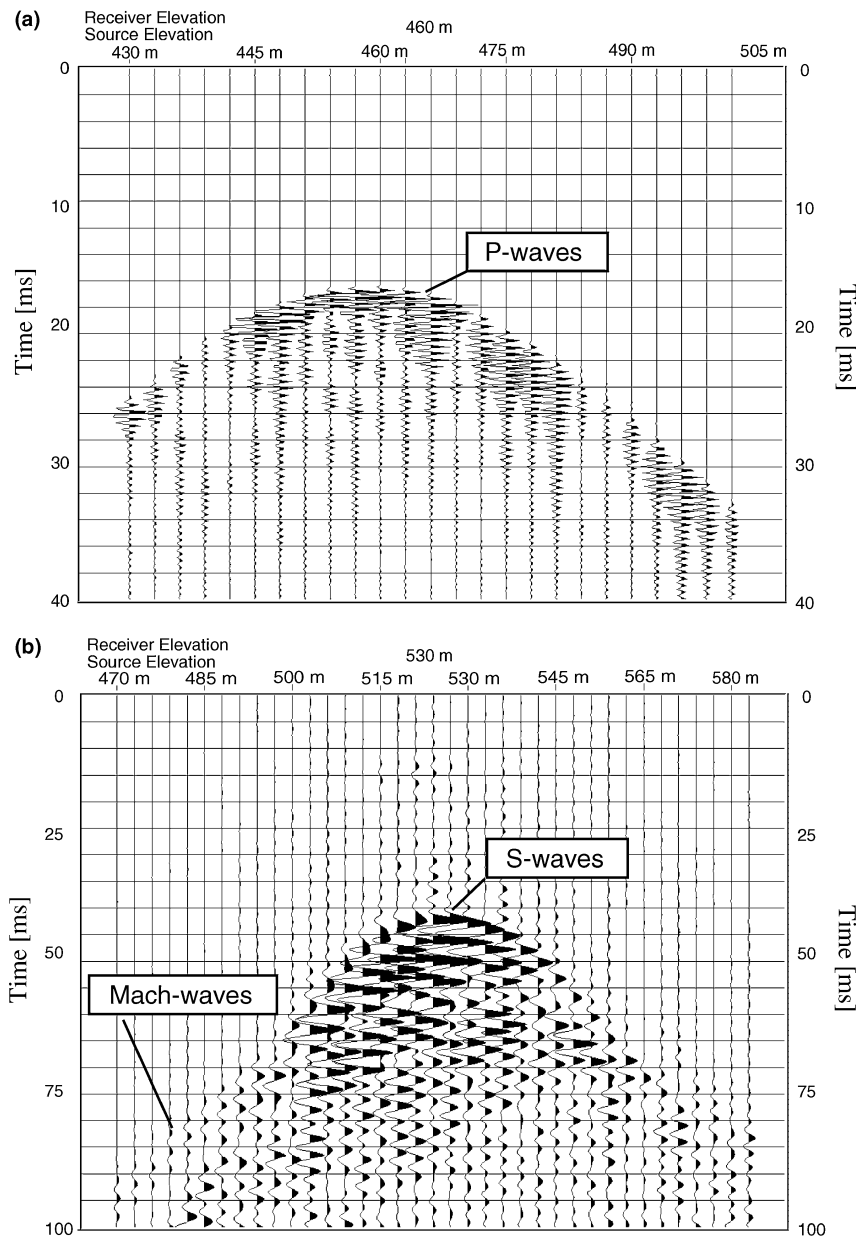 (a)
Receiver Elevation
Source Elevation
460 m
430 m 445 m 460 m 475 m 490 m 505 m
0 0
10 10
P-waves
Time [ms] Time [ms]
20 20
30 30
40 40
(b)
Receiver Elevation
Source Elevation
530 m
470 m 485 m 500 m 515 m 530 m 545 m 565 m 580 m
0 0
25 25
S-waves
Time [ms] Time [ms]
50 50
Mach-waves
75 75
100 100